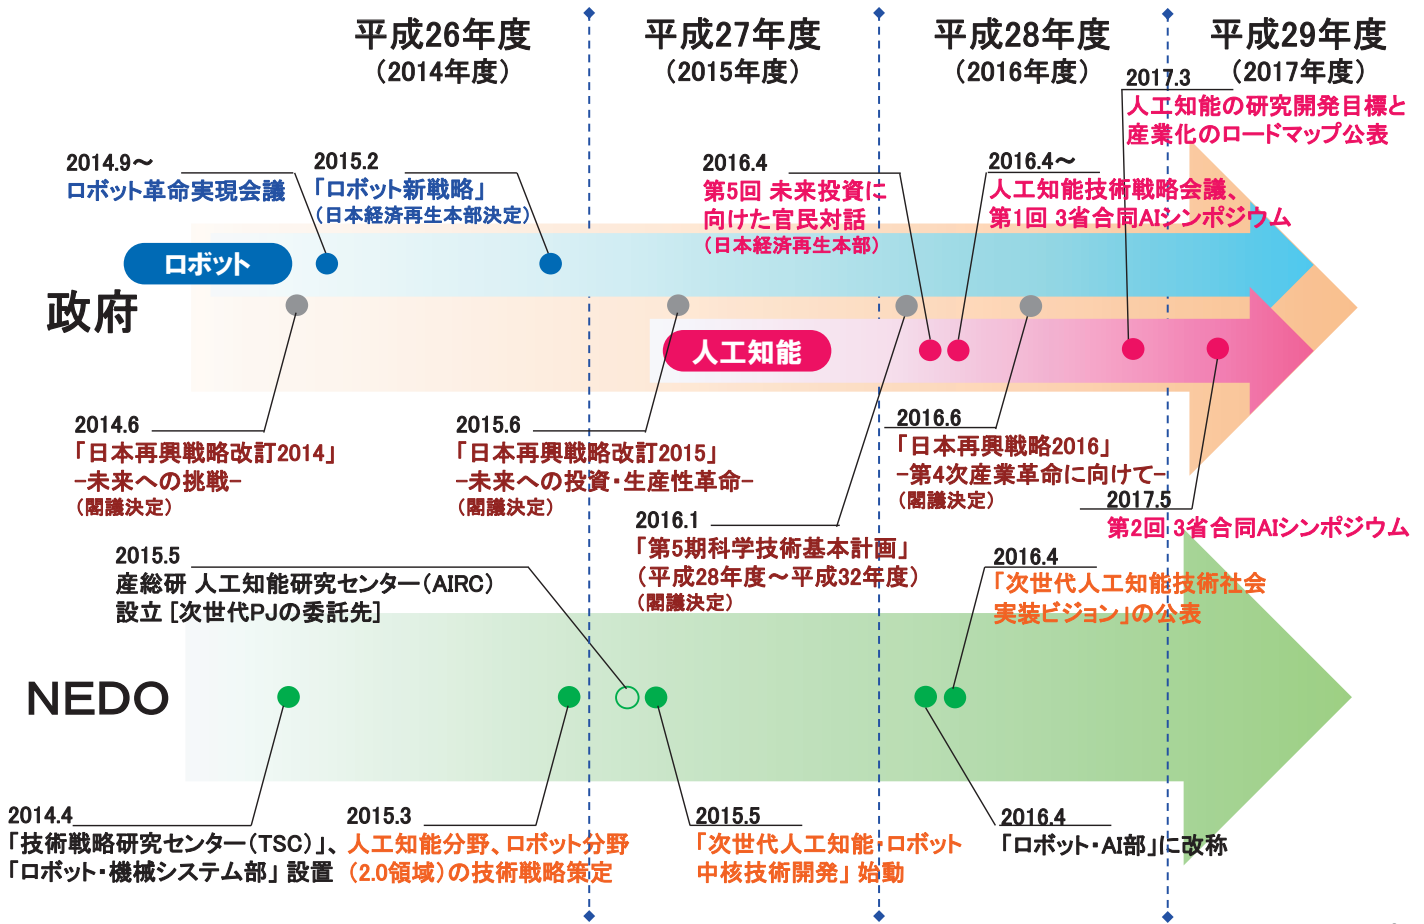 平成26年度
（2014年度）
平成27年度
（2015年度）
平成28年度
（2016年度）
平成29年度
（2017年度）
2017.3
人工知能の研究開発目標と
産業化のロードマップ公表
2014.9～
ロボット革命実現会議
2015.2
「ロボット新戦略」
（日本経済再生本部決定）
2016.4
第5回 未来投資に
向けた官民対話
（日本経済再生本部）
2016.4～
人工知能技術戦略会議、
第1回 3省合同AIシンポジウム
ロボット
政府
人工知能
2014.6
「日本再興戦略改訂2014」
-未来への挑戦-
（閣議決定）
2015.6
「日本再興戦略改訂2015」
-未来への投資・生産性革命-
（閣議決定）
2016.1
「第5期科学技術基本計画」
（平成28年度～平成32年度）
（閣議決定）
2016.6
「日本再興戦略2016」
-第4次産業革命に向けて-
（閣議決定）
2017.5
第2回 3省合同AIシンポジウム
2015.5
産総研 人工知能研究センター（AIRC）
設立 [次世代PJの委託先]
2016.4
「次世代人工知能技術社会
実装ビジョン」の公表
NEDO
2014.4
「技術戦略研究センター（TSC）」、
「ロボット・機械システム部」 設置
2015.3
人工知能分野、ロボット分野
（2.0領域）の技術戦略策定
2015.5
「次世代人工知能・ロボット
中核技術開発」 始動
2016.4
「ロボット・AI部」に改称